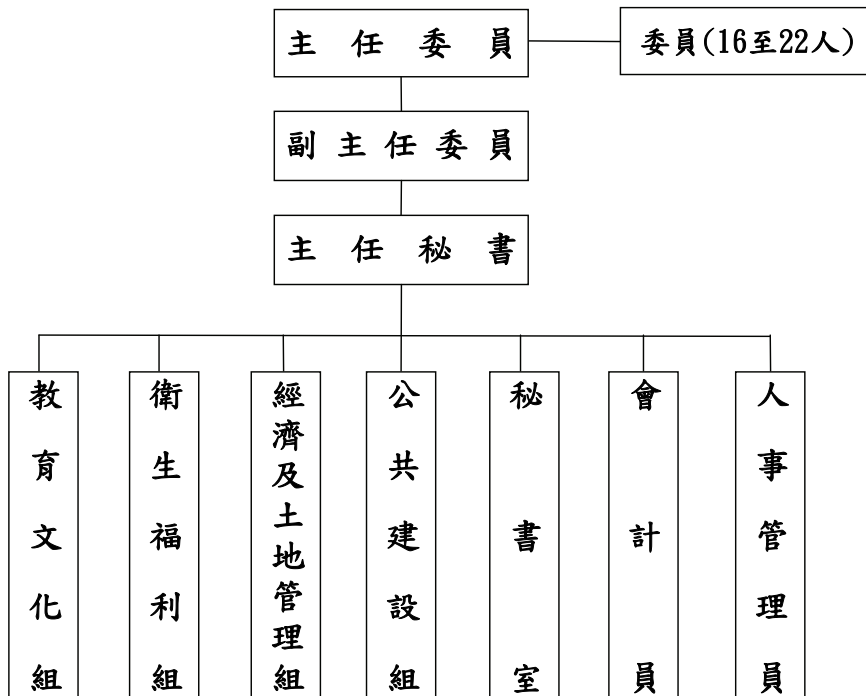 主任委員
委員(16至22人)
副主任委員
主任秘書
教育文化組
衛生福利組
經濟及土地管理組
公共建設組
秘書室
會計員
人事管理員